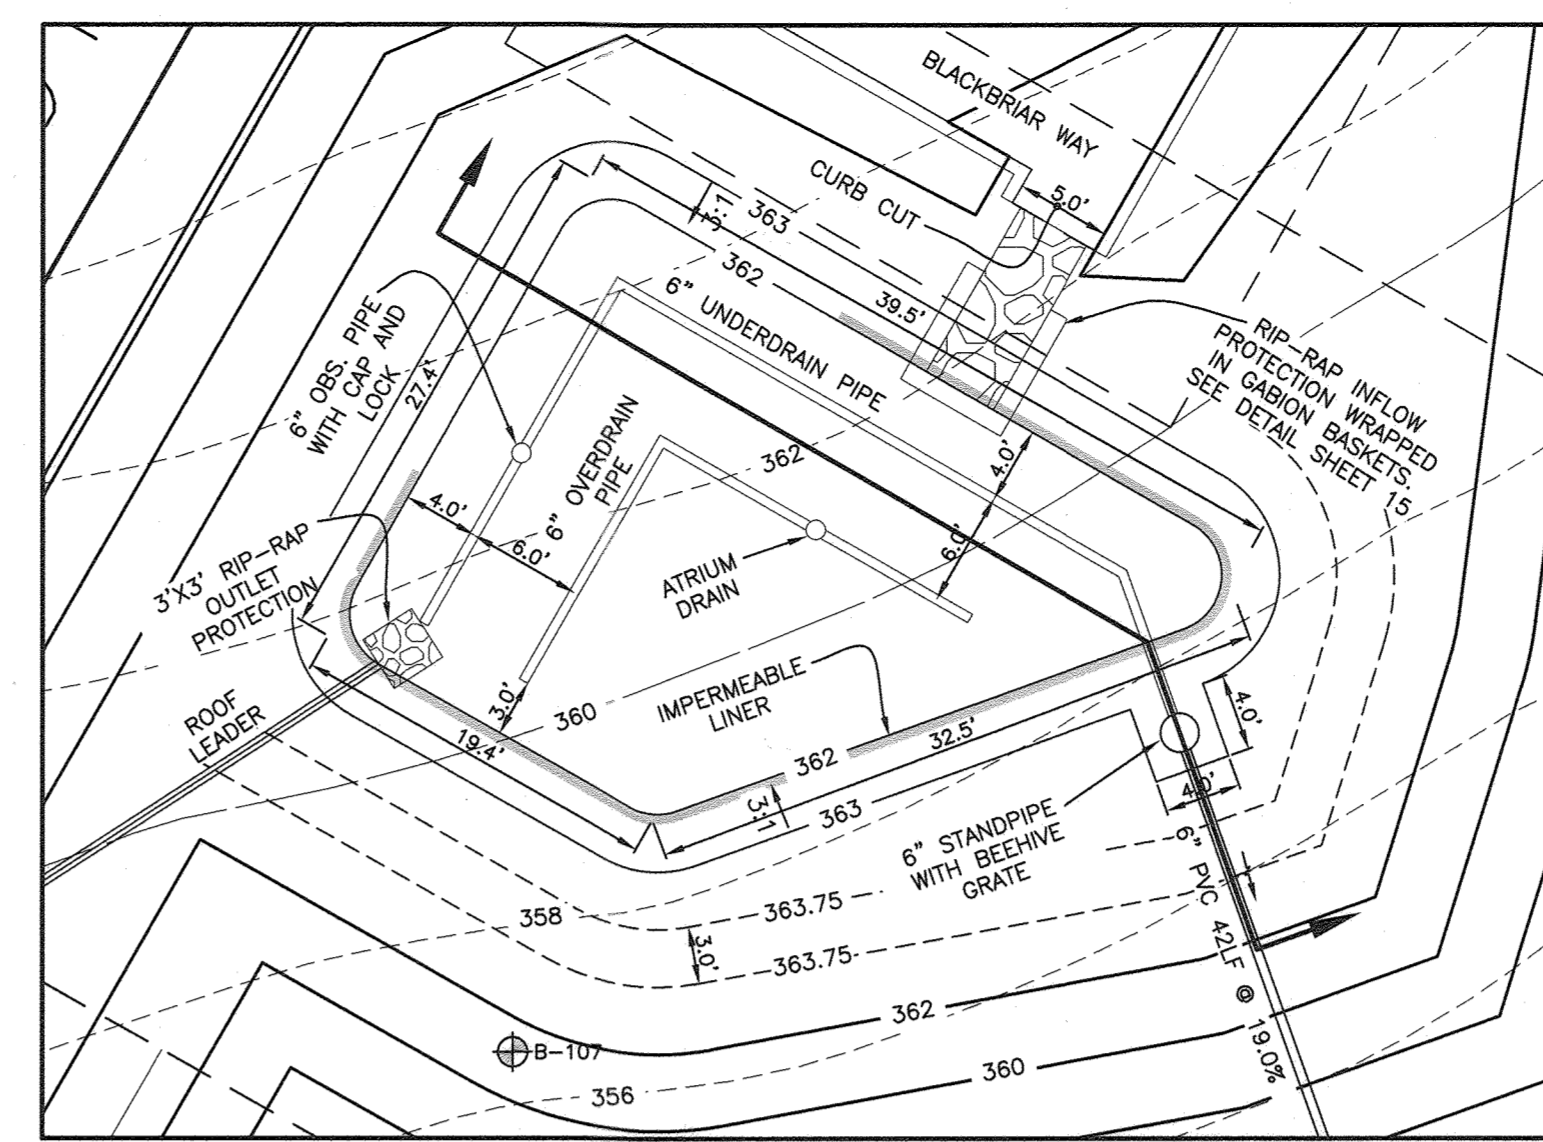 BLACKBRIAR WAY
CURB CUT
5.0'
3:1
363
362
39.5'
6" UNDERDRAIN PIPE
6" OBS. PIPE
WITH CAP AND
LOCK
27.4'
RIP-RAP INFLOW
PROTECTION WRAPPED
IN GABION BASKETS.
SEE DETAIL SHEET 15
6" OVERDRAIN
PIPE
362
4.0'
4.0'
6.0'
6.0'
3'X3' RIP-RAP
OUTLET
PROTECTION
ATRIUM
DRAIN
ROOF
LEADER
3.0'
360
IMPERMEABLE
LINER
19.4'
32.5'
4.0'
362
4.0'
3:1
363
6" STANDPIPE
WITH BEEHIVE
GRATE
6" PVC 42LF @ 19.0%
358
363.75
3.0'
363.75
362
B-107
360
356